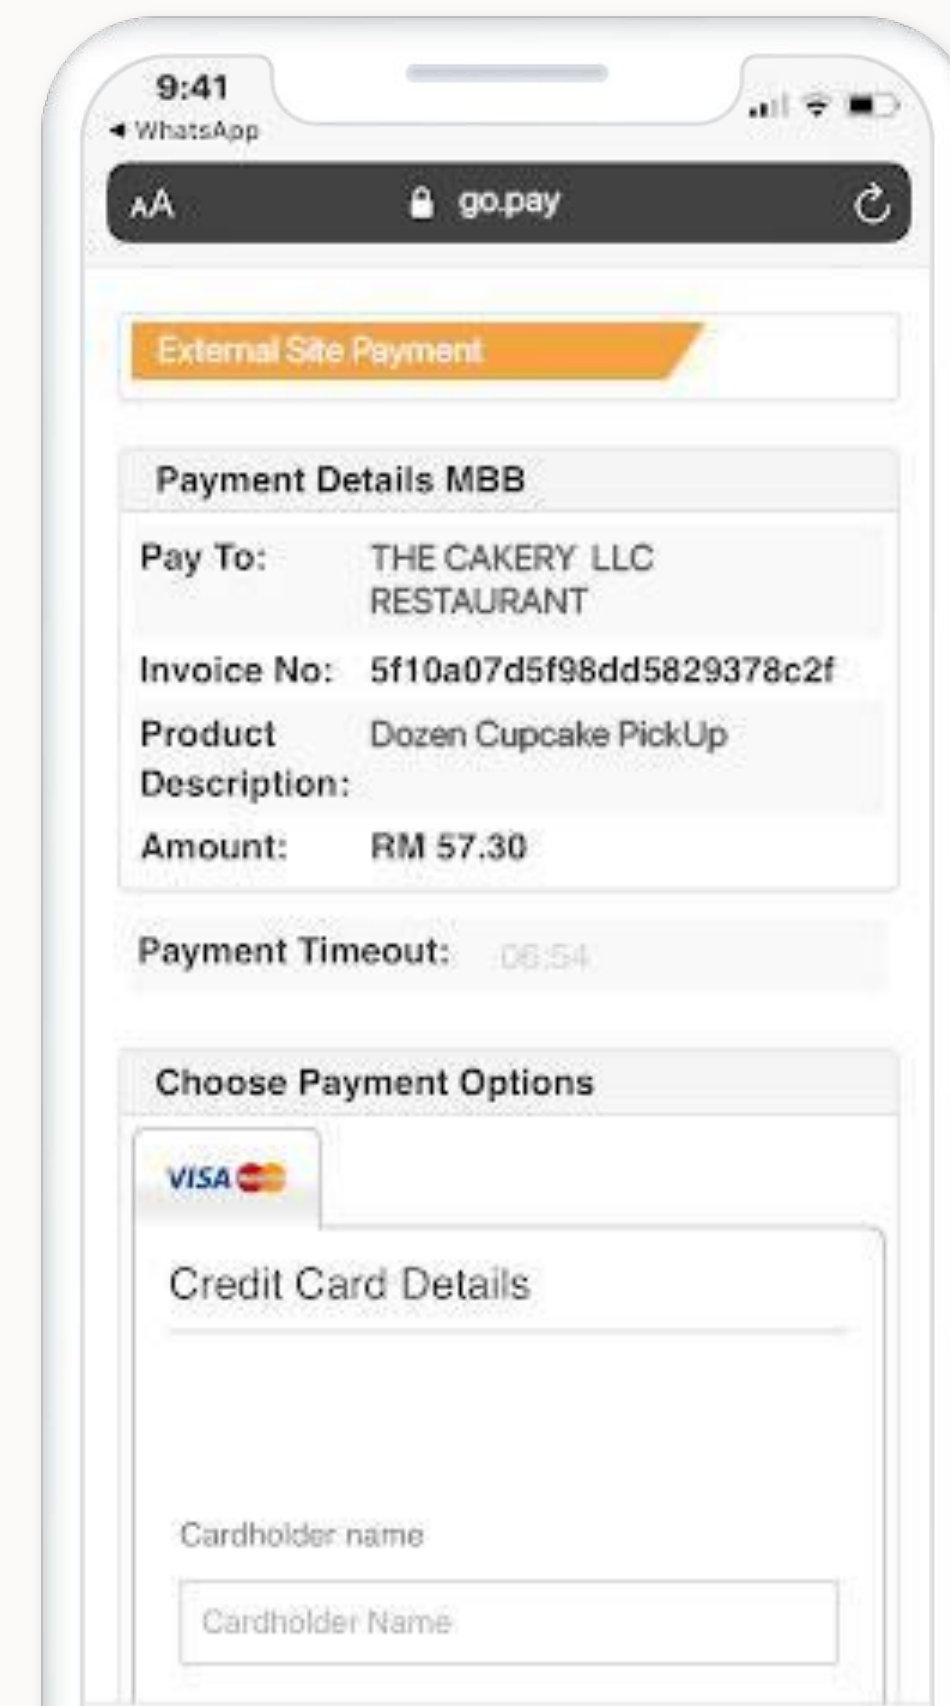 9:41
◀ WhatsApp
AA go.pay
External Site Payment
Payment Details MBB
Pay To: THE CAKERY LLC
RESTAURANT
Invoice No: 5f10a07d5f98dd5829378c2f
Product Dozen Cupcake PickUp
Description:
Amount: RM 57.30
Payment Timeout: 06:54
Choose Payment Options
VISA
Credit Card Details
Cardholder name
Cardholder Name